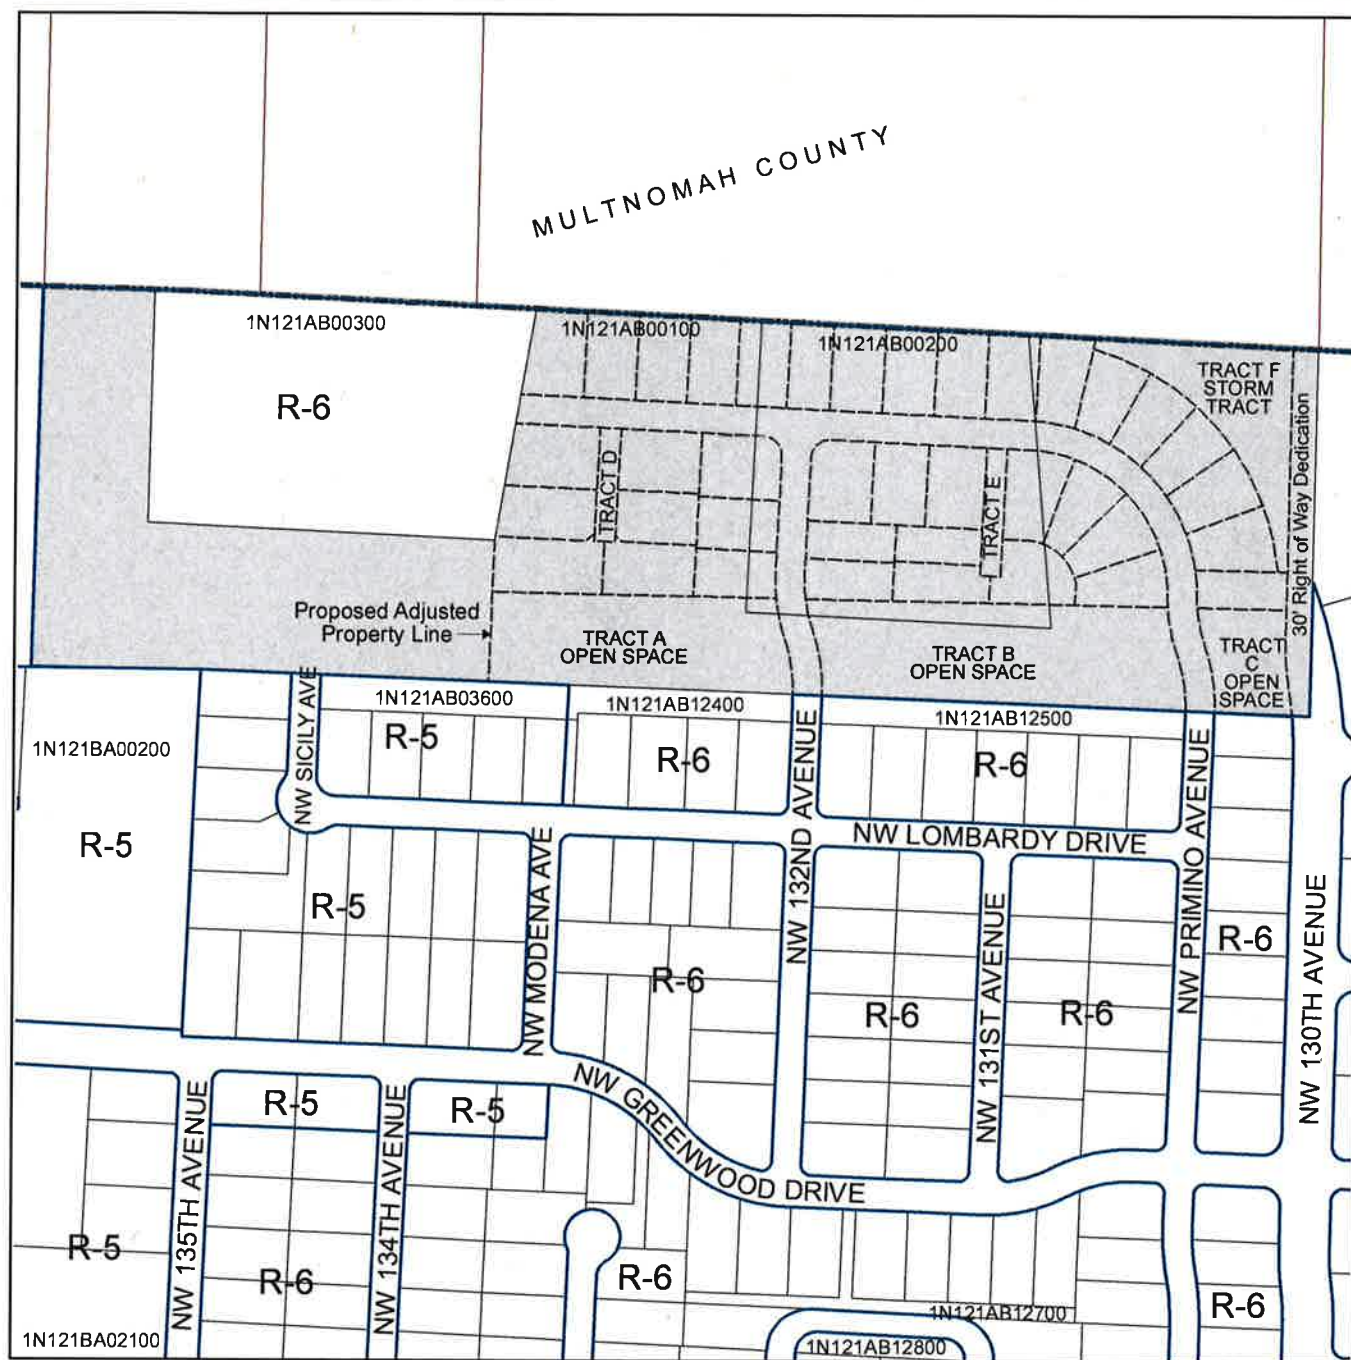 MULTNOMAH COUNTY
1N121AB00300
1N121AB00100
1N121AB00200
R-6
TRACT F
STORM
TRACT
30' Right of Way Dedication
TRACT D
TRACT E
Proposed Adjusted
Property Line
TRACT A
OPEN SPACE
TRACT B
OPEN SPACE
TRACT
C
OPEN
SPACE
1N121AB03600
1N121AB12400
1N121AB12500
1N121BA00200
NW SICILY AVE
R-5
R-6
R-6
NW 132ND AVENUE
NW PRIMINO AVENUE
NW LOMBARDY DRIVE
R-5
R-5
NW MODENA AVE
R-6
R-6
NW 131ST AVENUE
R-6
R-6
NW 130TH AVENUE
NW GREENWOOD DRIVE
R-5
R-5
NW 135TH AVENUE
NW 134TH AVENUE
R-5
R-6
R-6
R-6
1N121AB12700
1N121BA02100
1N121AB12800